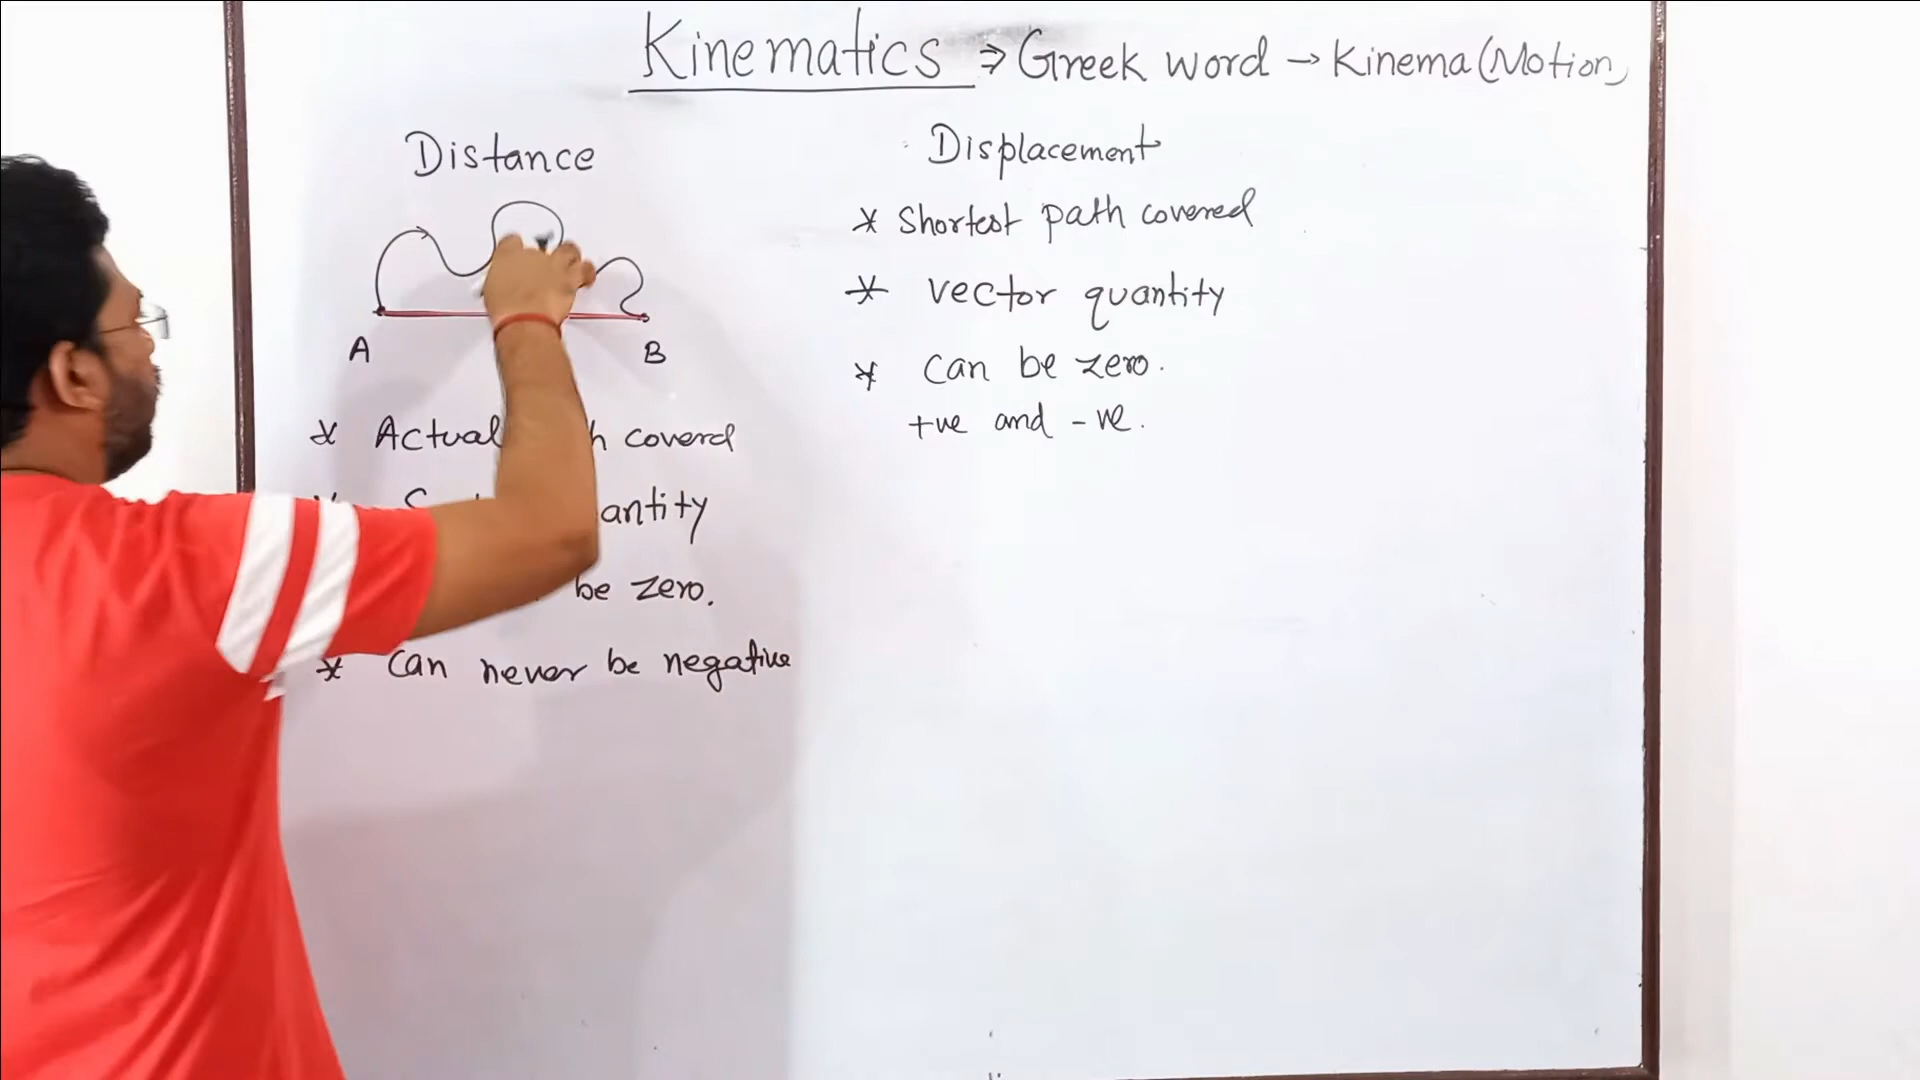 Kinematics ⇒ Greek word → Kinema (Motion)
Distance
A B
* Actual coverd
antity
be zero.
* Can never be negative
Displacement
* Shortest path covered
* vector quantity
* Can be zero.
+ve and -ve.